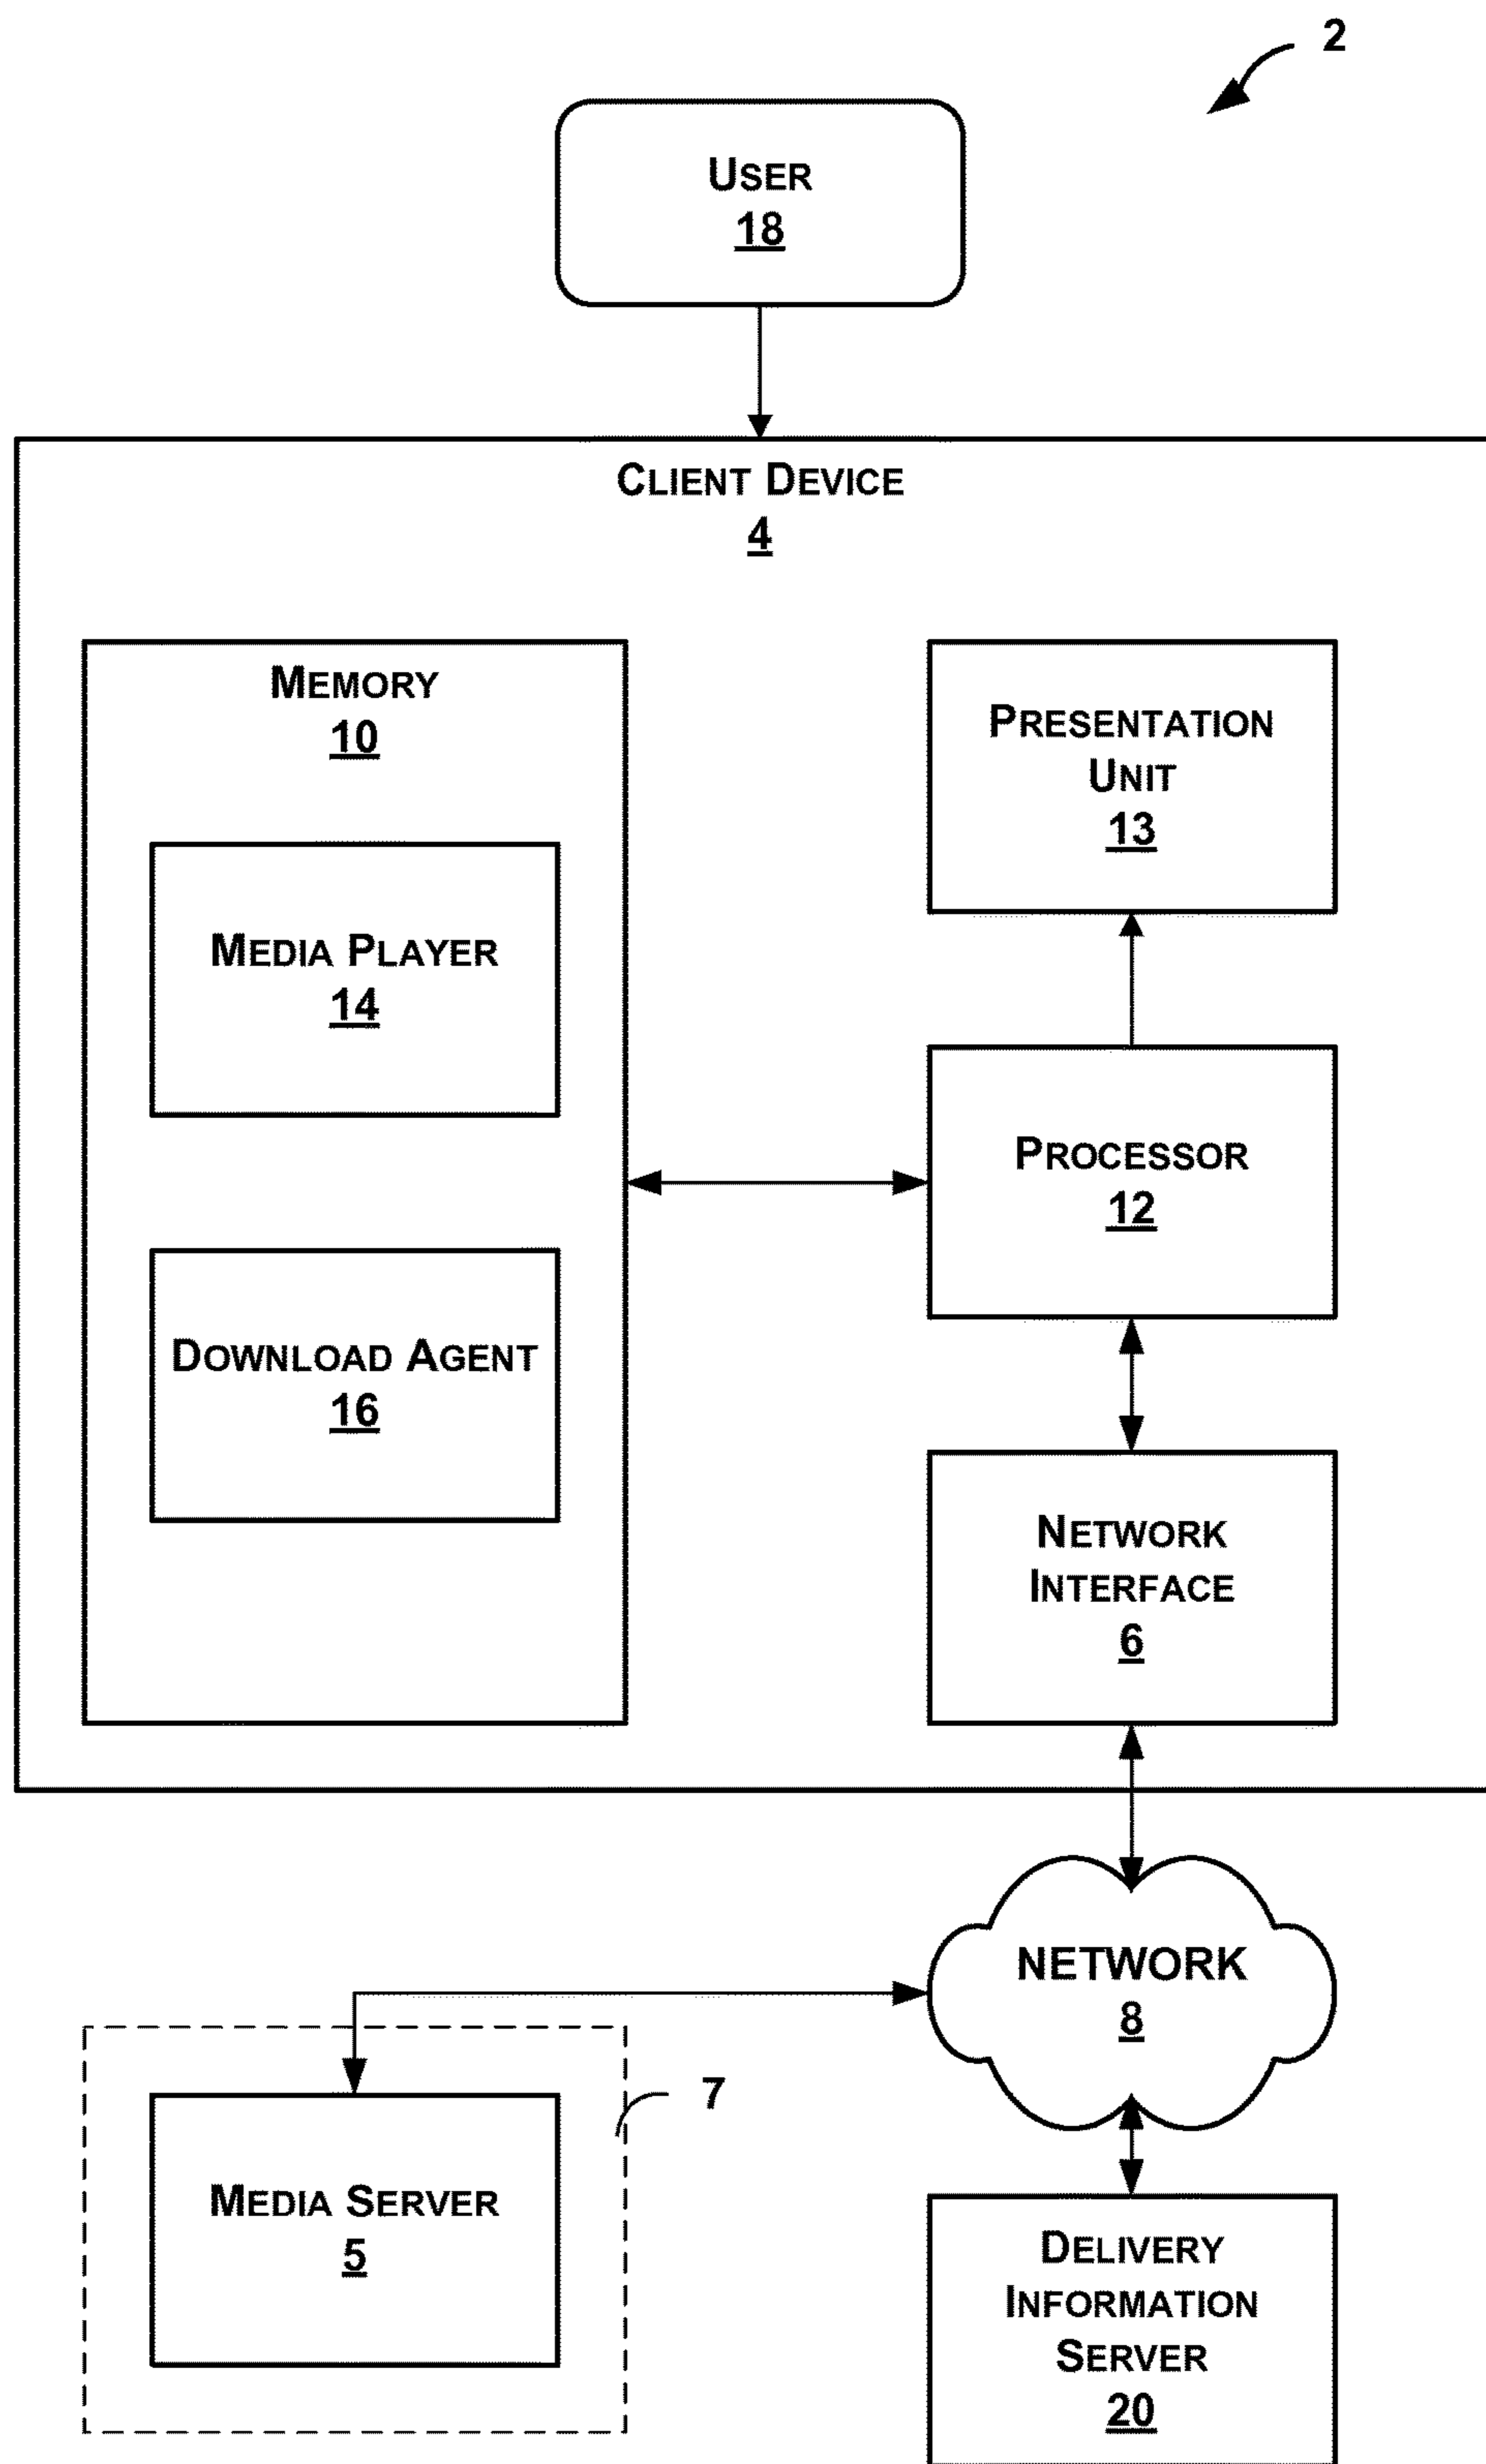 2
USER
18
CLIENT DEVICE
4
MEMORY
10
PRESENTATION
UNIT
13
MEDIA PLAYER
14
PROCESSOR
12
DOWNLOAD AGENT
16
NETWORK
INTERFACE
6
NETWORK
8
7
MEDIA SERVER
5
DELIVERY
INFORMATION
SERVER
20